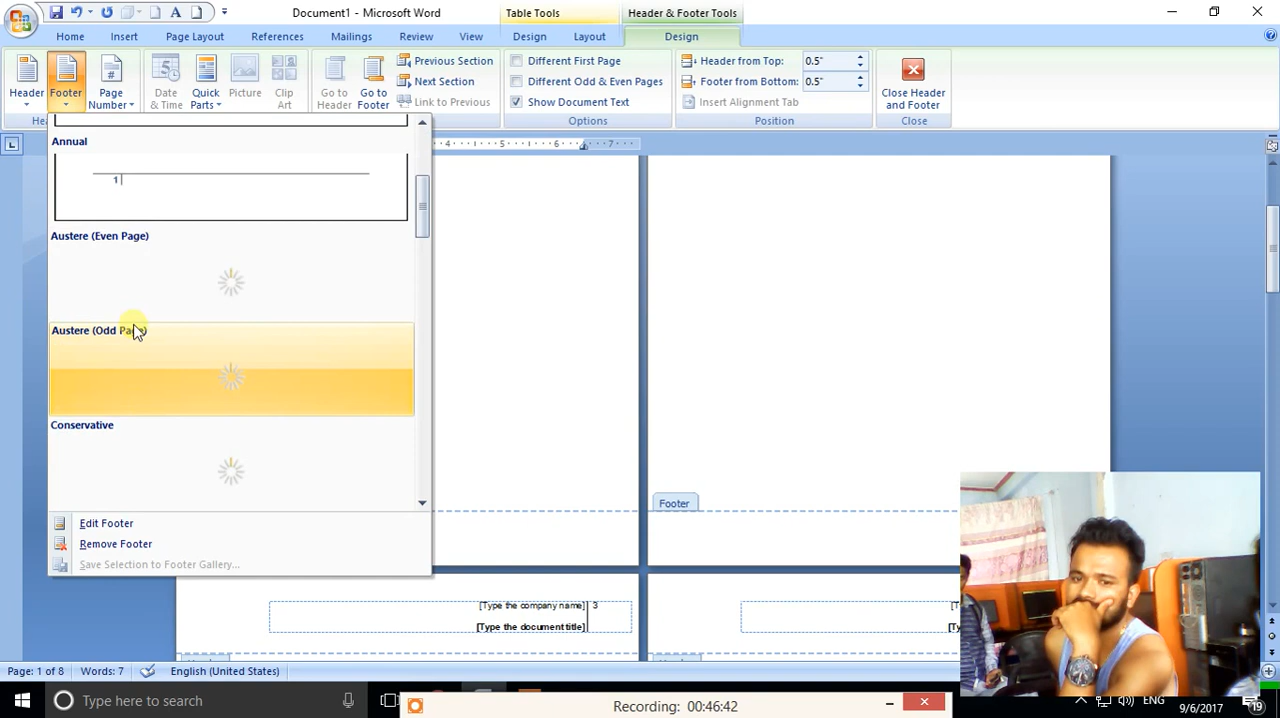 Document1 - Microsoft Word
Table Tools
Header & Footer Tools
Home
Insert
Page Layout
References
Mailings
Review
View
Design
Layout
Design
Header
Footer
Page
Number
Date
& Time
Quick
Parts
Picture
Clip
Art
Go to
Header
Go to
Footer
Previous Section
Next Section
Link to Previous
Different First Page
Different Odd & Even Pages
Show Document Text
Options
Header from Top:
0.5"
Footer from Bottom:
0.5"
Insert Alignment Tab
Position
Close Header
and Footer
Close
4
5
6
7
Annual
1
Austere (Even Page)
Austere (Odd Page)
Conservative
Edit Footer
Remove Footer
Save Selection to Footer Gallery...
Footer
[Type the company name] 3
[Type the document title]
Page: 1 of 8
Words: 7
English (United States)
Type here to search
Recording: 00:46:42
ENG
9/6/2017
19